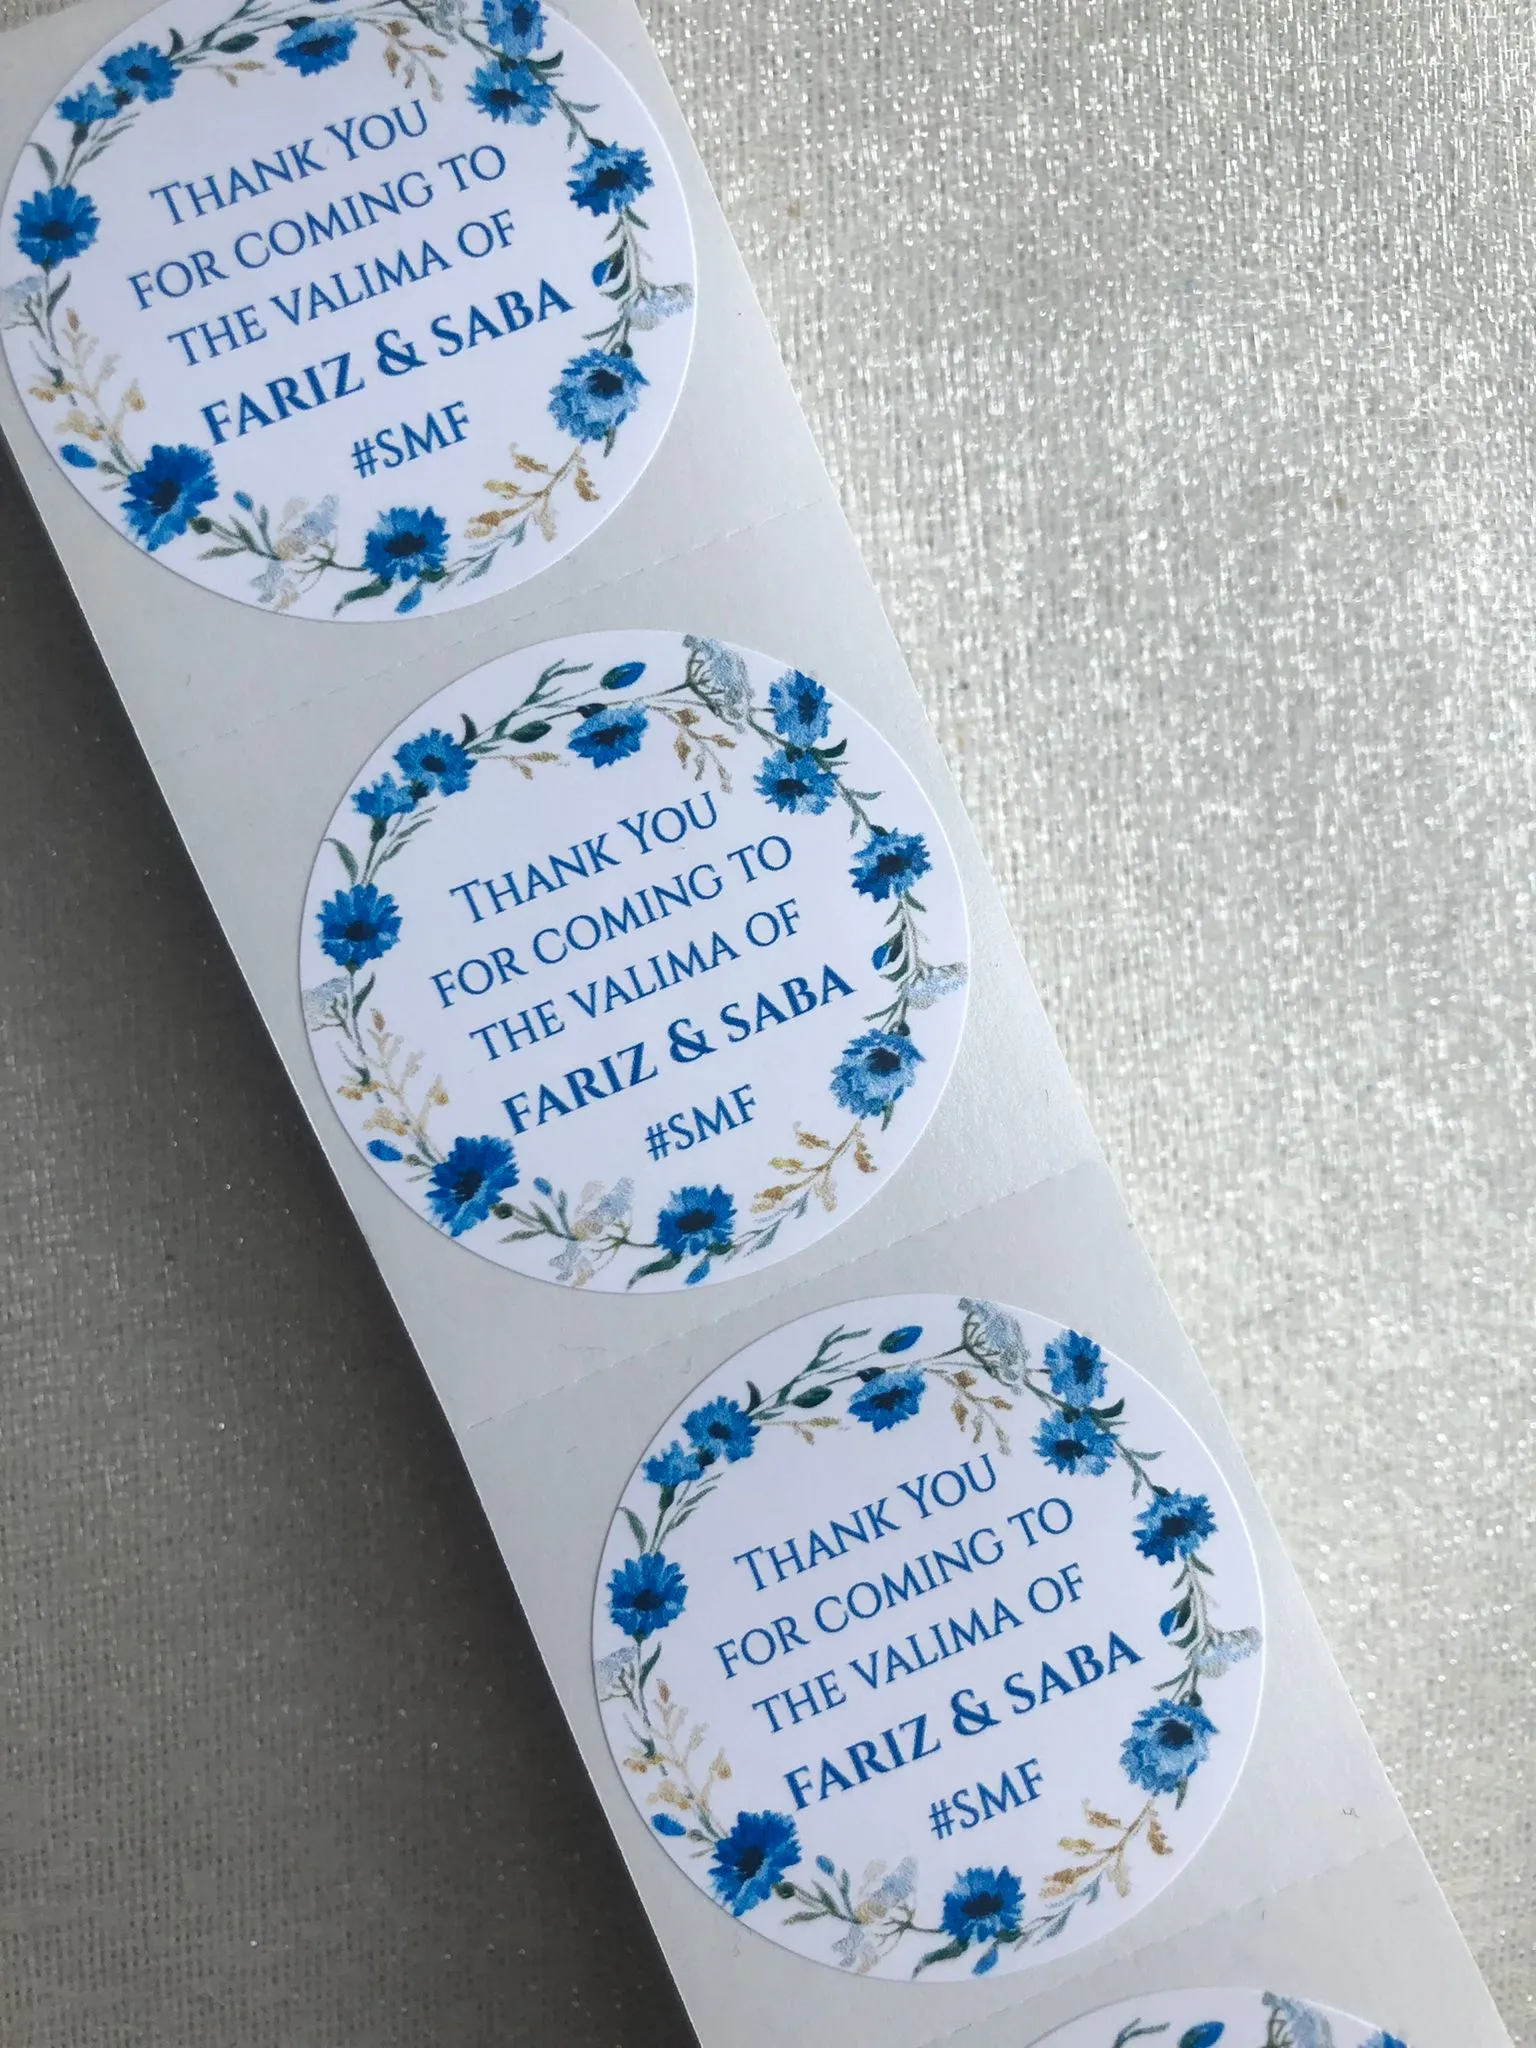 Thank You
for coming to
the Valima of
Fariz & Saba
#SMF
Thank You
for coming to
the Valima of
Fariz & Saba
#SMF
Thank You
for coming to
the Valima of
Fariz & Saba
#SMF